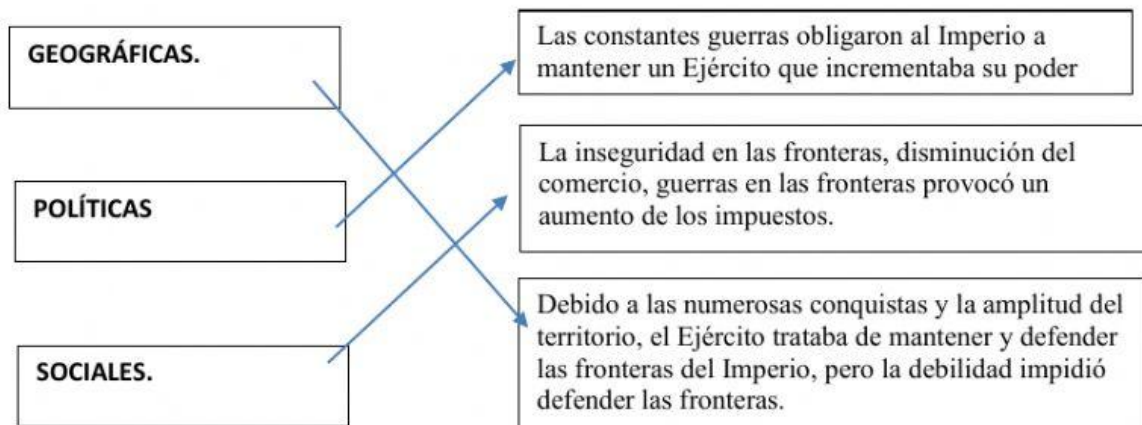 GEOGRÁFICAS.
Las constantes guerras obligaron al Imperio a
mantener un Ejército que incrementaba su poder
POLÍTICAS
La inseguridad en las fronteras, disminución del
comercio, guerras en las fronteras provocó un
aumento de los impuestos.
SOCIALES.
Debido a las numerosas conquistas y la amplitud del
territorio, el Ejército trataba de mantener y defender
las fronteras del Imperio, pero la debilidad impidió
defender las fronteras.